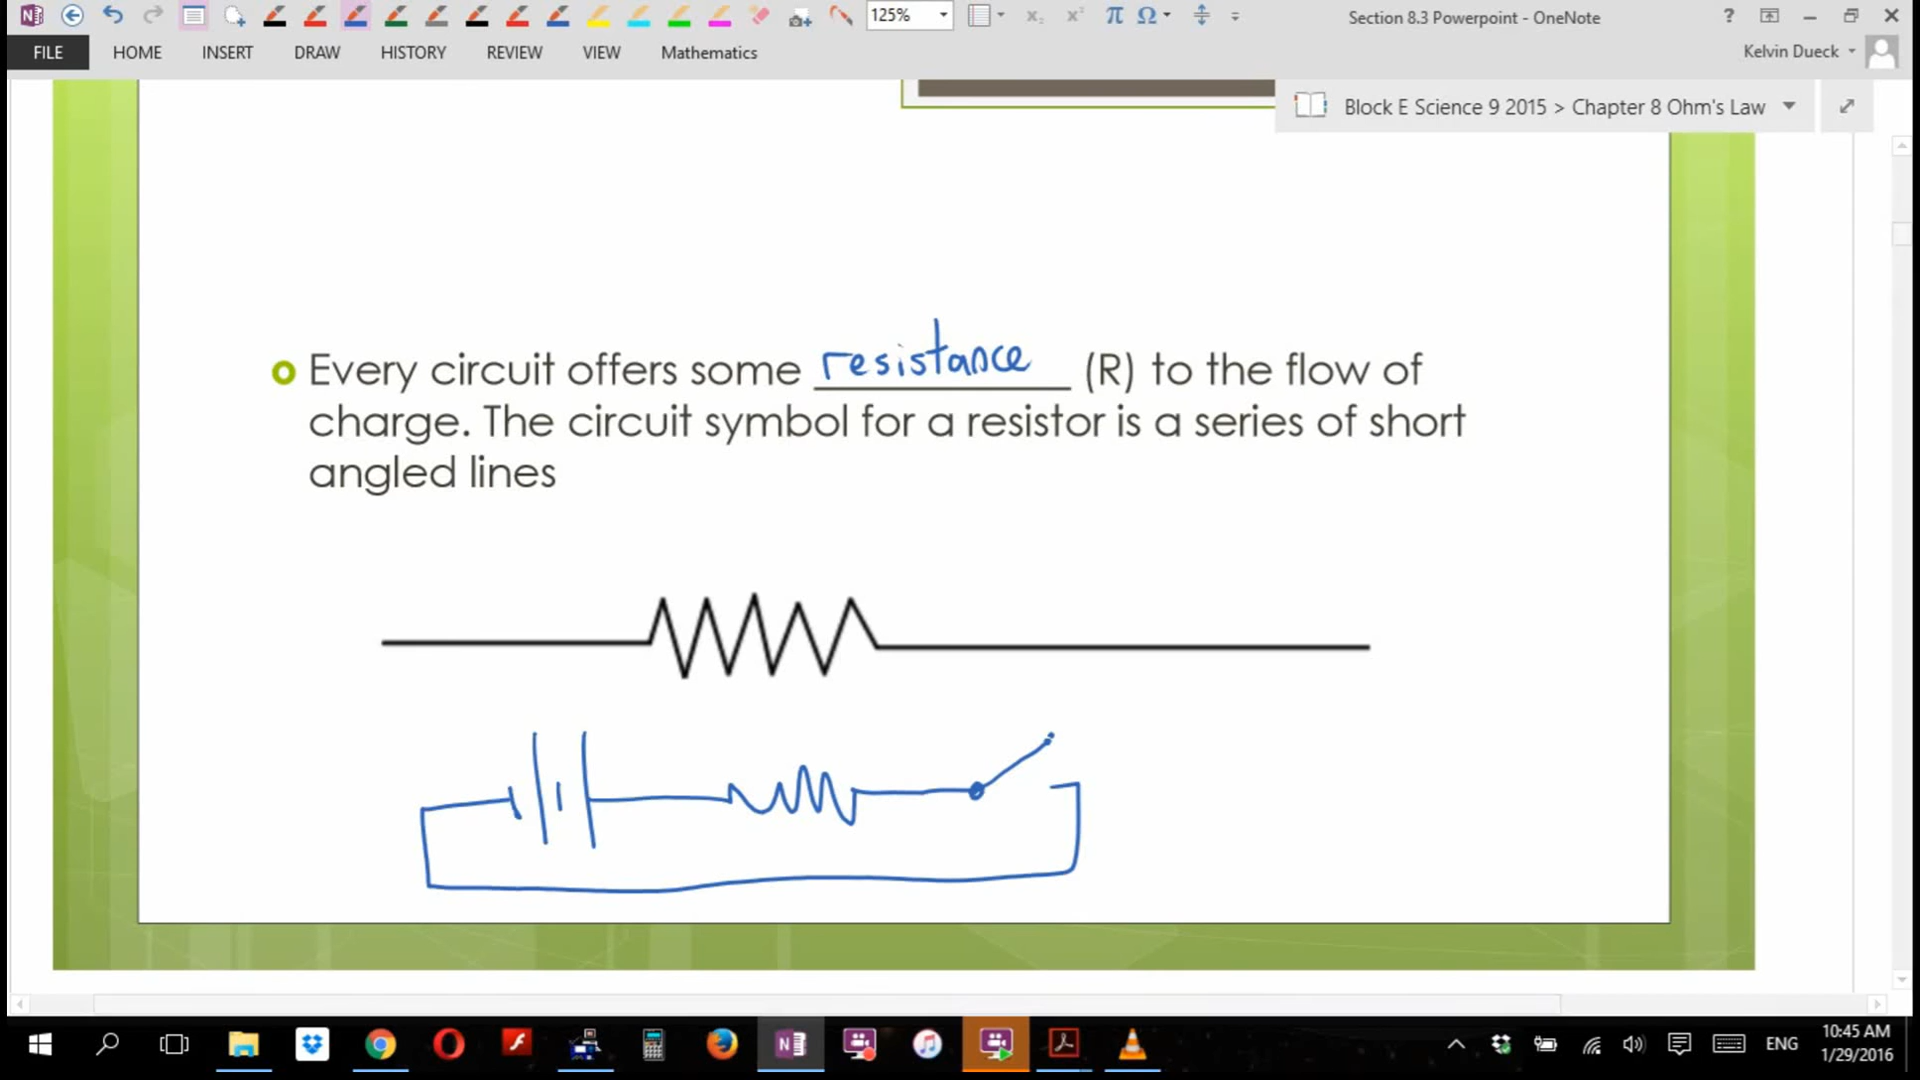 125%
x₂ x² π Ω
Section 8.3 Powerpoint - OneNote
?
FILE HOME INSERT DRAW HISTORY REVIEW VIEW Mathematics
Kelvin Dueck
Block E Science 9 2015 > Chapter 8 Ohm's Law
Every circuit offers some resistance (R) to the flow of
charge. The circuit symbol for a resistor is a series of short
angled lines
ENG
10:45 AM
1/29/2016